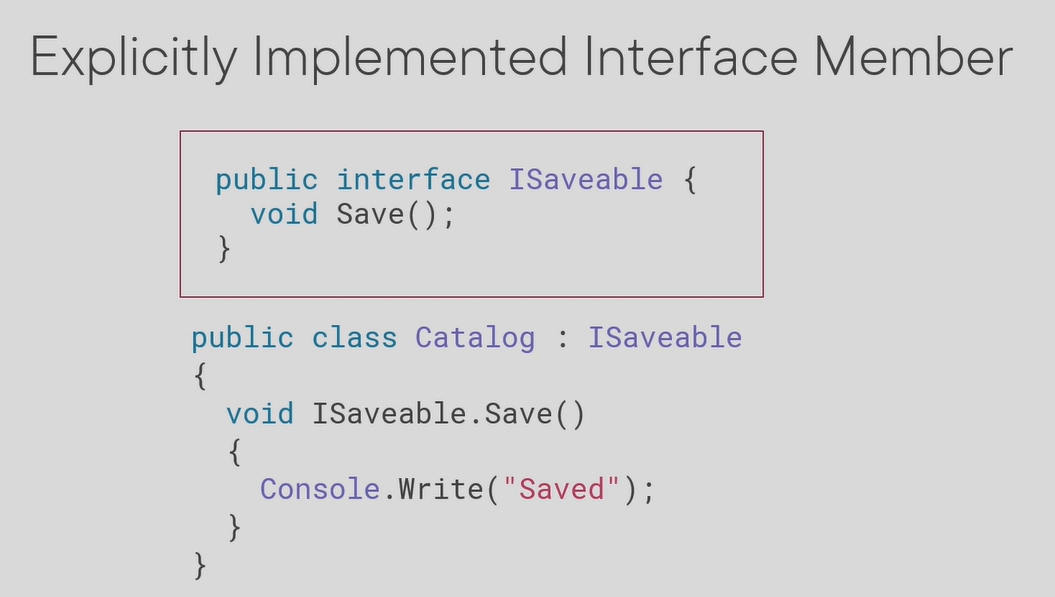 Explicitly Implemented Interface Member
public interface ISaveable {
  void Save();
}
public class Catalog : ISaveable
{
  void ISaveable.Save()
  {
    Console.Write("Saved");
  }
}